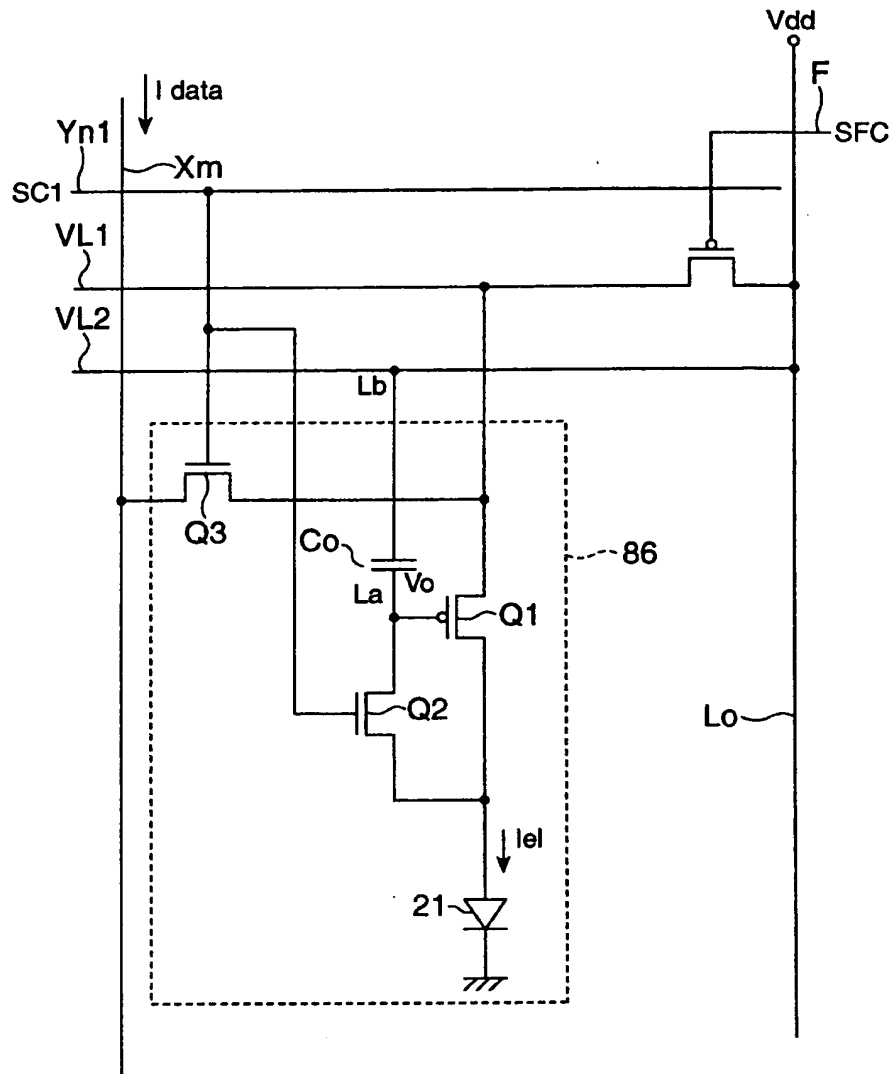 Vdd
I data
F
SFC
Yn1
Xm
SC1
VL1
VL2
Lb
Q3
Co
Vo
La
Q1
86
Q2
Lo
Iel
21